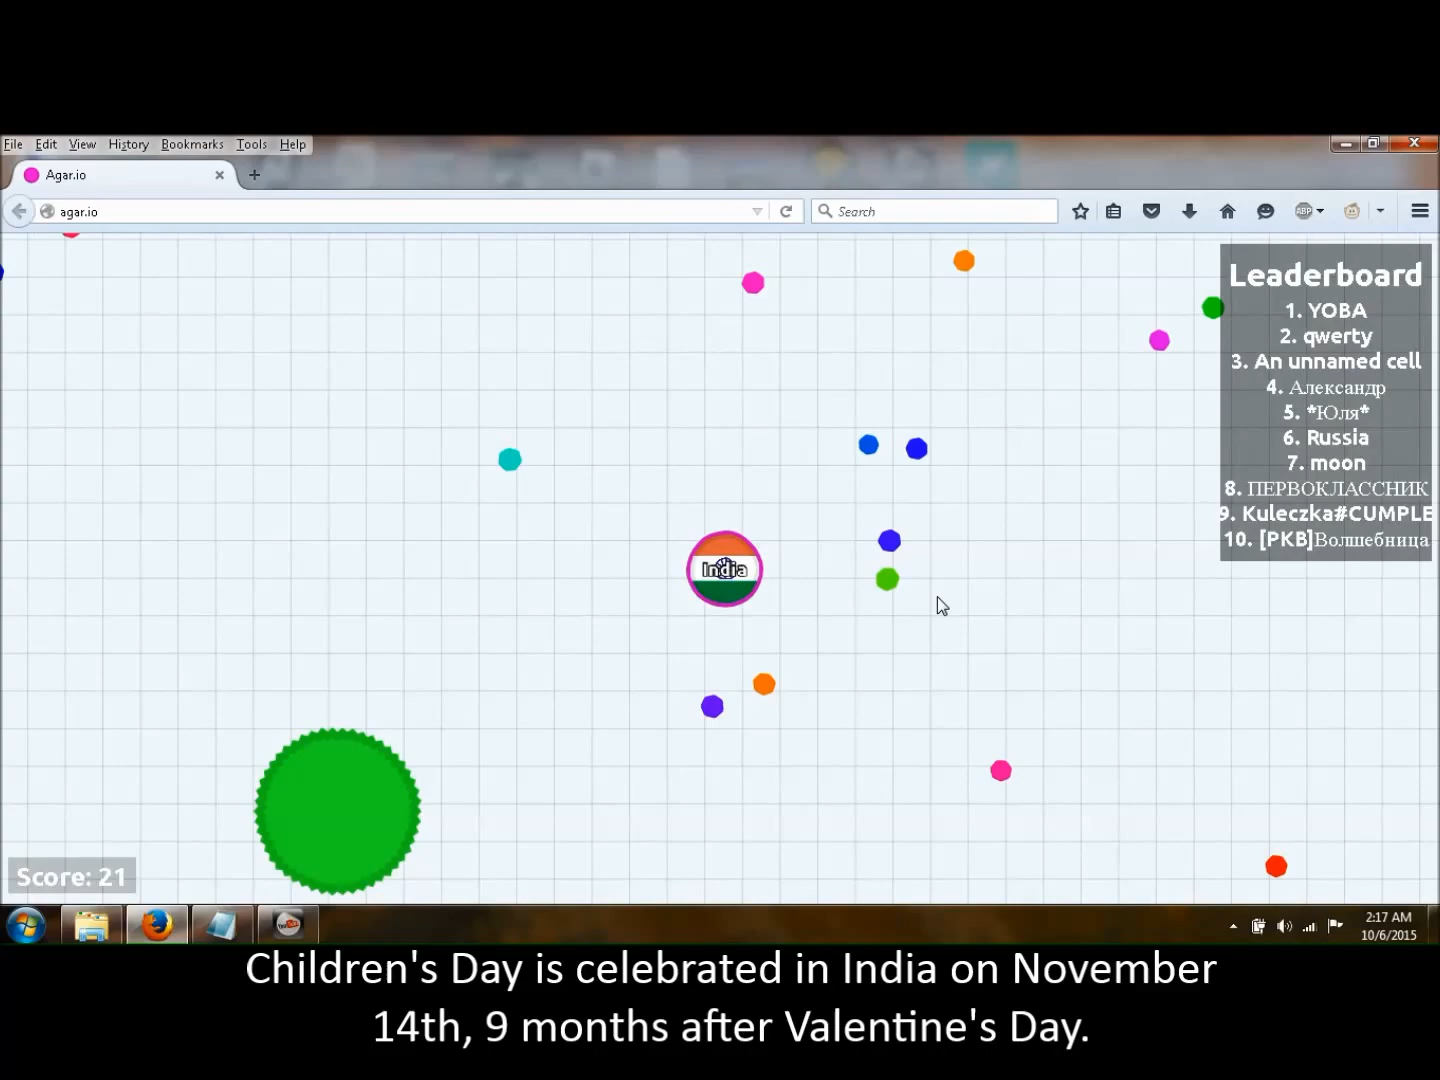 File Edit View History Bookmarks Tools Help
Agar.io
agar.io
Search
ABP
Leaderboard
1. YOBA
2. qwerty
3. An unnamed cell
4. Александр
5. *Юля*
6. Russia
7. moon
8. ПЕРВОКЛАССНИК
9. Kuleczka#CUMPLE
10. [PKB]Волшебница
India
Score: 21
2:17 AM
10/6/2015
Children's Day is celebrated in India on November
14th, 9 months after Valentine's Day.